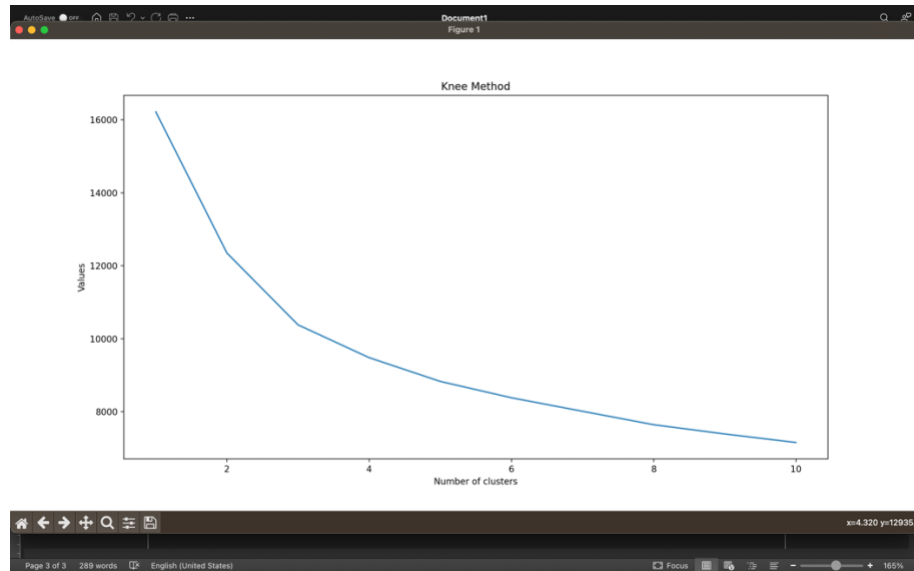 AutoSave OFF ... Document1
Figure 1
Knee Method
16000
14000
12000
10000
8000
Values
2 4 6 8 10
Number of clusters
x=4.320 y=12935
Page 3 of 3 289 words English (United States) Focus 165%